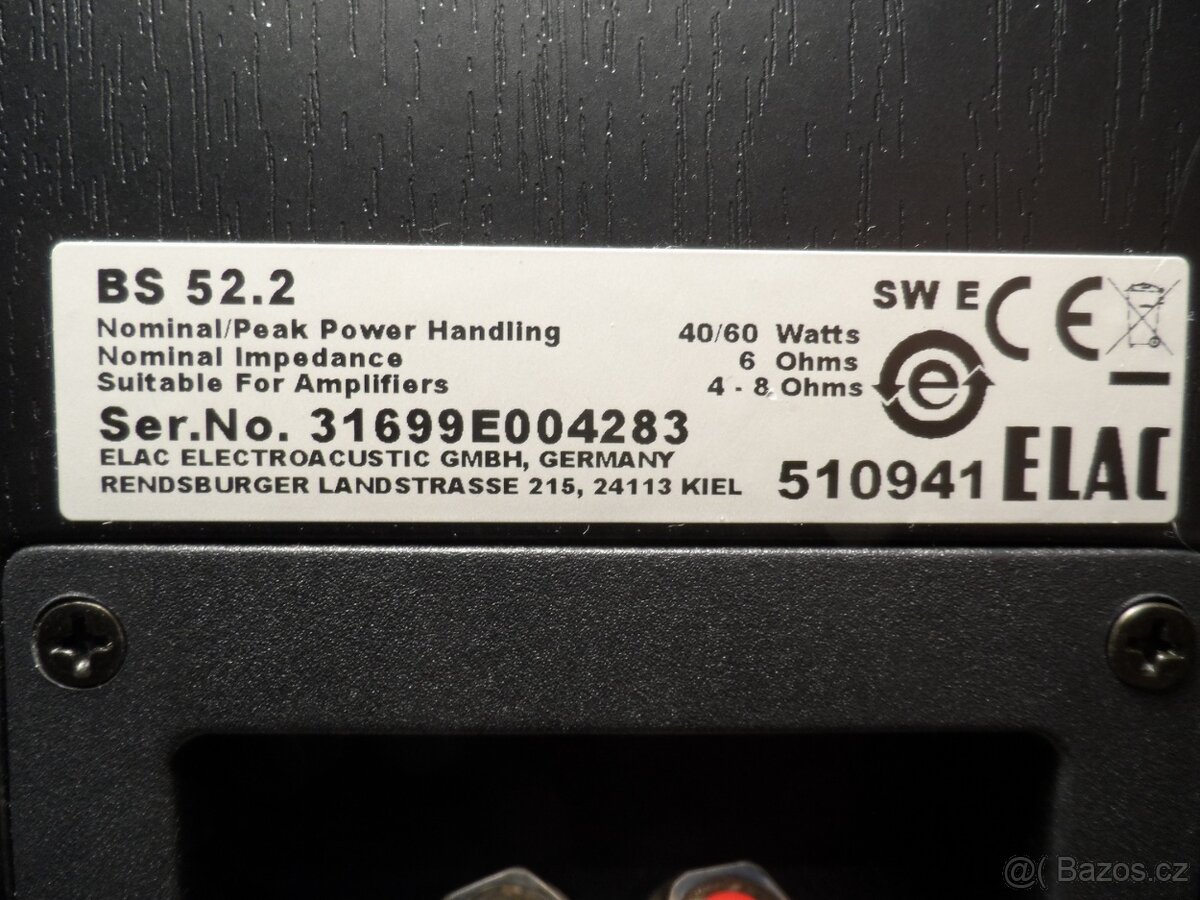 BS 52.2
SW E CE
Nominal/Peak Power Handling 40/60 Watts
Nominal Impedance 6 Ohms
Suitable For Amplifiers 4 - 8 Ohms
e
Ser.No. 31699E004283
ELAC ELECTROACUSTIC GMBH, GERMANY
RENDSBURGER LANDSTRASSE 215, 24113 KIEL
510941 ELAC
@( Bazos.cz